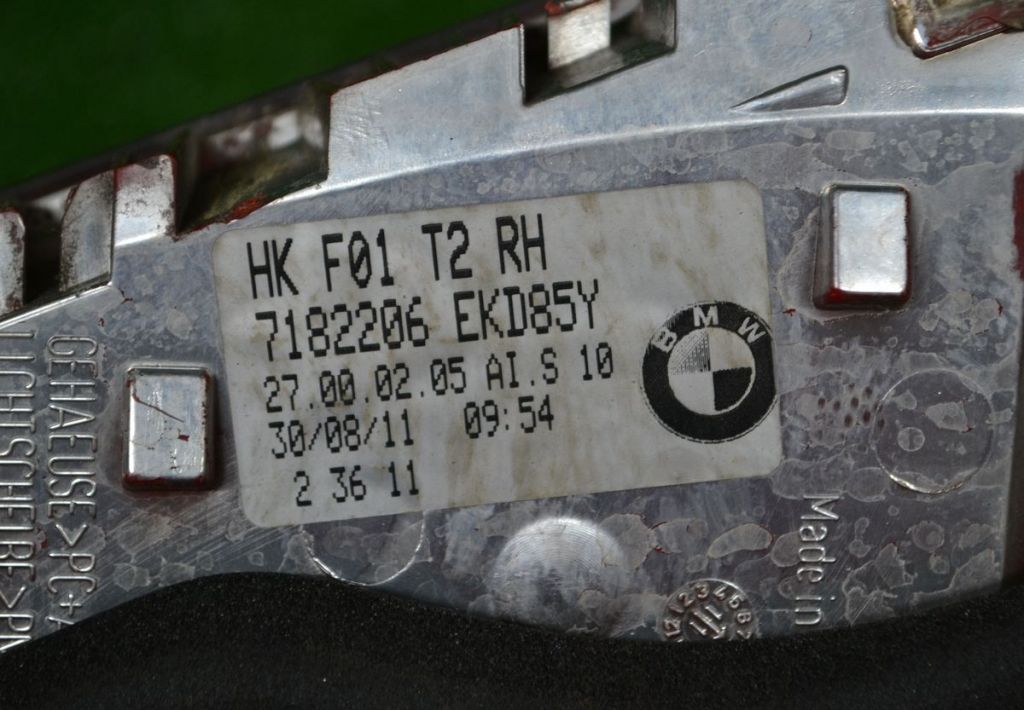 HK F01 T2 RH
7182206 EKD85Y
27.00.02.05 AI.S 10
30/08/11 09:54
2 36 11
BMW
GEHAEUSE>PC+
LICHTSCHEIBE>PM
Made in